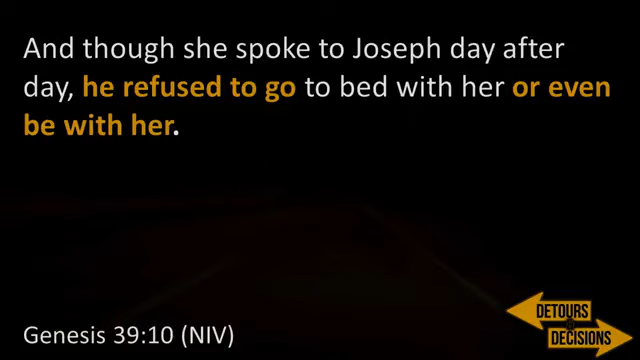 And though she spoke to Joseph day after
day, he refused to go to bed with her or even
be with her.
Genesis 39:10 (NIV)
DETOURS
DECISIONS